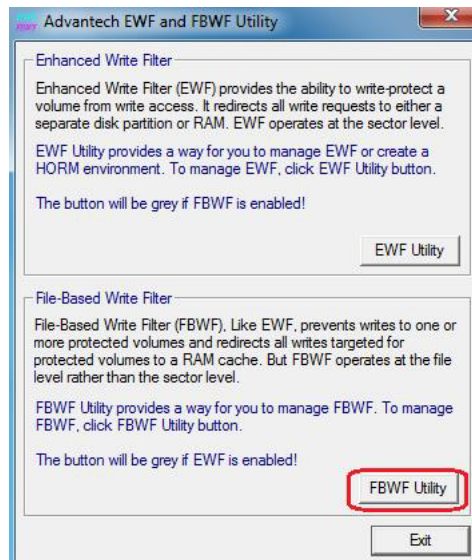 Advantech EWF and FBWF Utility
Enhanced Write Filter
Enhanced Write Filter (EWF) provides the ability to write-protect a
volume from write access. It redirects all write requests to either a
separate disk partition or RAM. EWF operates at the sector level.
EWF Utility provides a way for you to manage EWF or create a
HORM environment. To manage EWF, click EWF Utility button.
The button will be grey if FBWF is enabled!
EWF Utility
File-Based Write Filter
File-Based Write Filter (FBWF), Like EWF, prevents writes to one or
more protected volumes and redirects all writes targeted for
protected volumes to a RAM cache. But FBWF operates at the file
level rather than the sector level.
FBWF Utility provides a way for you to manage FBWF. To manage
FBWF, click FBWF Utility button.
The button will be grey if EWF is enabled!
FBWF Utility
Exit